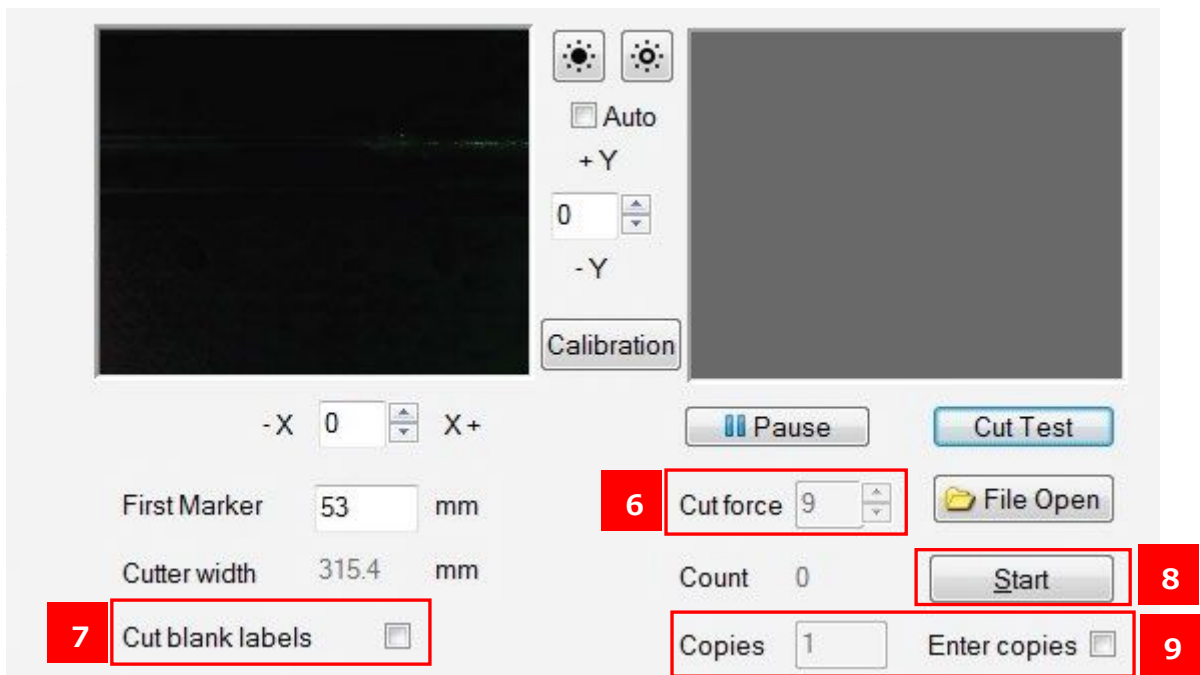 Auto
+ Y
0
- Y
Calibration
- X 0 X +
Pause Cut Test
First Marker 53 mm
6 Cut force 9 File Open
Cutter width 315.4 mm
Count 0 Start 8
7 Cut blank labels
Copies 1 Enter copies 9